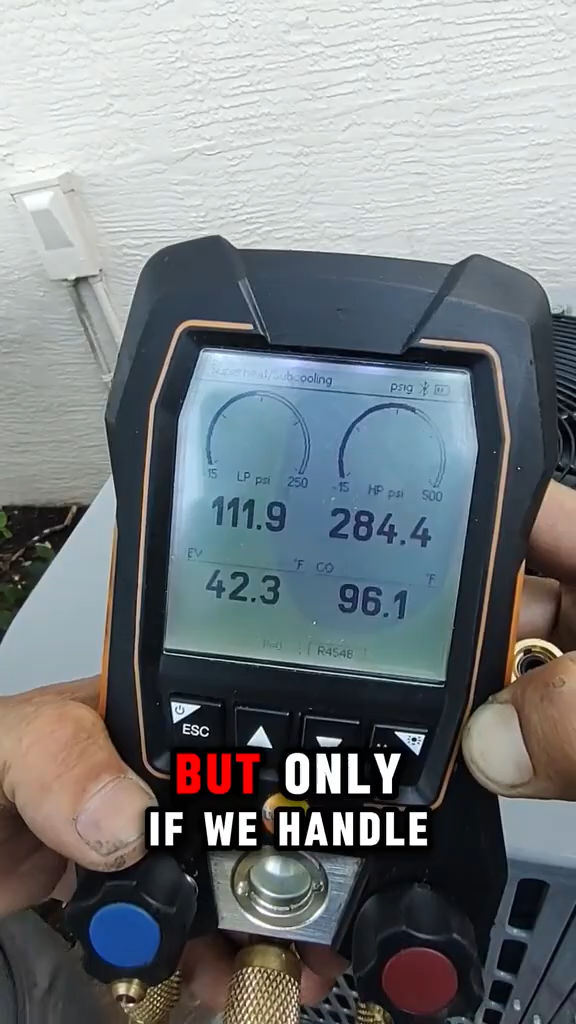 Superheat/Subcooling psig
-15 LP psi 250 -15 HP psi 500
111.9 284.4
EV °F CO °F
42.3 96.1
R454B
ESC
BUT ONLY
IF WE HANDLE